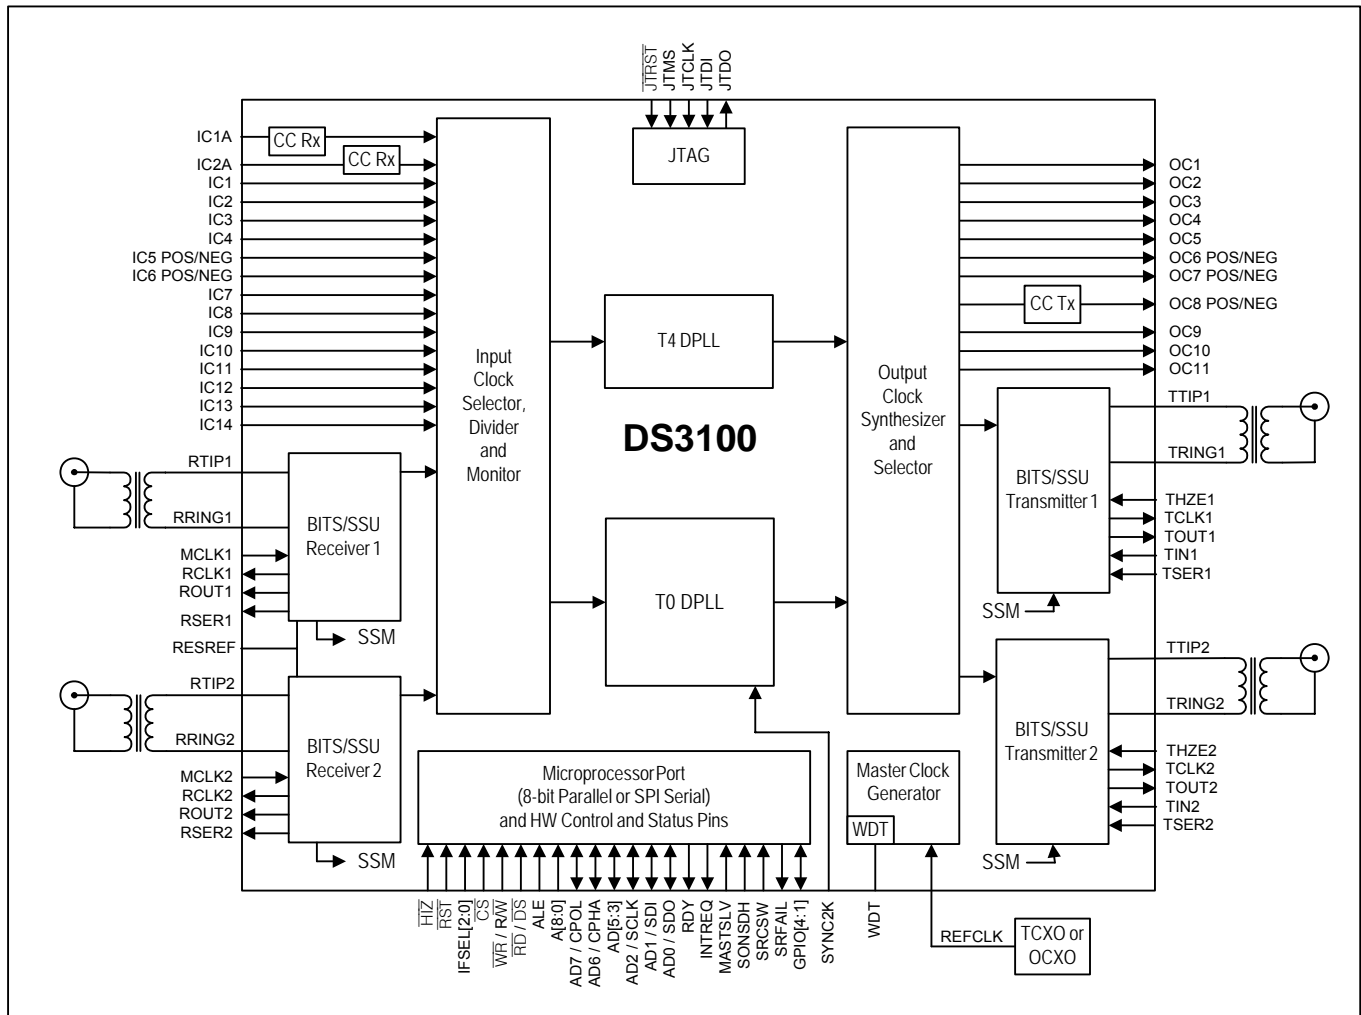 JTRST
JTMS
JTCLK
JTDI
JTDO
JTAG
IC1A
CC Rx
IC2A
CC Rx
IC1
IC2
IC3
IC4
IC5 POS/NEG
IC6 POS/NEG
IC7
IC8
IC9
IC10
IC11
IC12
IC13
IC14
Input
Clock
Selector,
Divider
and
Monitor
T4 DPLL
DS3100
T0 DPLL
Output
Clock
Synthesizer
and
Selector
OC1
OC2
OC3
OC4
OC5
OC6 POS/NEG
OC7 POS/NEG
CC Tx
OC8 POS/NEG
OC9
OC10
OC11
RTIP1
RRING1
BITS/SSU
Receiver 1
MCLK1
RCLK1
ROUT1
RSER1
SSM
RESREF
RTIP2
RRING2
BITS/SSU
Receiver 2
MCLK2
RCLK2
ROUT2
RSER2
SSM
TTIP1
TRING1
BITS/SSU
Transmitter 1
THZE1
TCLK1
TOUT1
TIN1
TSER1
SSM
TTIP2
TRING2
BITS/SSU
Transmitter 2
THZE2
TCLK2
TOUT2
TIN2
TSER2
SSM
Microprocessor Port
(8-bit Parallel or SPI Serial)
and HW Control and Status Pins
Master Clock
Generator
WDT
HIZ
RST
IFSEL[2:0]
CS
WR / R/W
RD / DS
ALE
A[8:0]
AD7 / CPOL
AD6 / CPHA
AD[5:3]
AD2 / SCLK
AD1 / SDI
AD0 / SDO
RDY
INTREQ
MASTSLV
SONSDH
SRCSW
SRFAIL
GPIO[4:1]
SYNC2K
WDT
REFCLK
TCXO or
OCXO